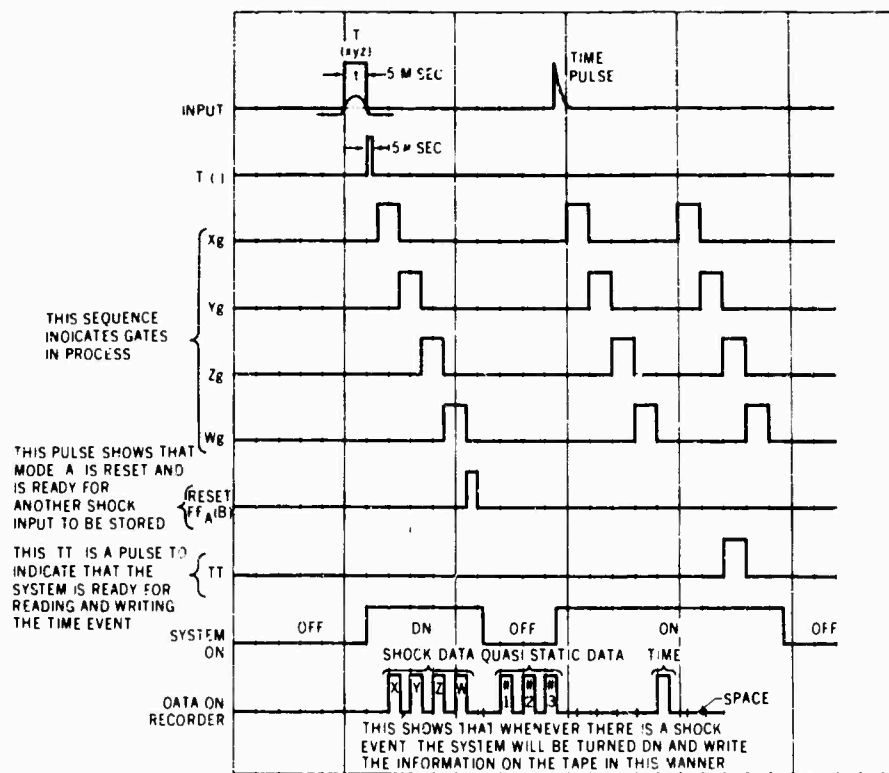 T
(xyz)
t
5 M SEC
TIME
PULSE
INPUT
5 μ SEC
T ( )
Xg
Yg
THIS SEQUENCE
INDICATES GATES
IN PROCESS
Zg
Wg
THIS PULSE SHOWS THAT
MODE A IS RESET AND
IS READY FOR
ANOTHER SHOCK
INPUT TO BE STORED
RESET
FF A (B)
THIS TT IS A PULSE TO
INDICATE THAT THE
SYSTEM IS READY FOR
READING AND WRITING
THE TIME EVENT
TT
SYSTEM
ON
OFF
DN
OFF
ON
OFF
SHOCK DATA QUASI STATIC DATA TIME
DATA ON
RECORDER
X Y Z W
#1 #2 #3
SPACE
THIS SHOWS THAT WHENEVER THERE IS A SHOCK
EVENT THE SYSTEM WILL BE TURNED DN AND WRITE
THE INFORMATION ON THE TAPE IN THIS MANNER